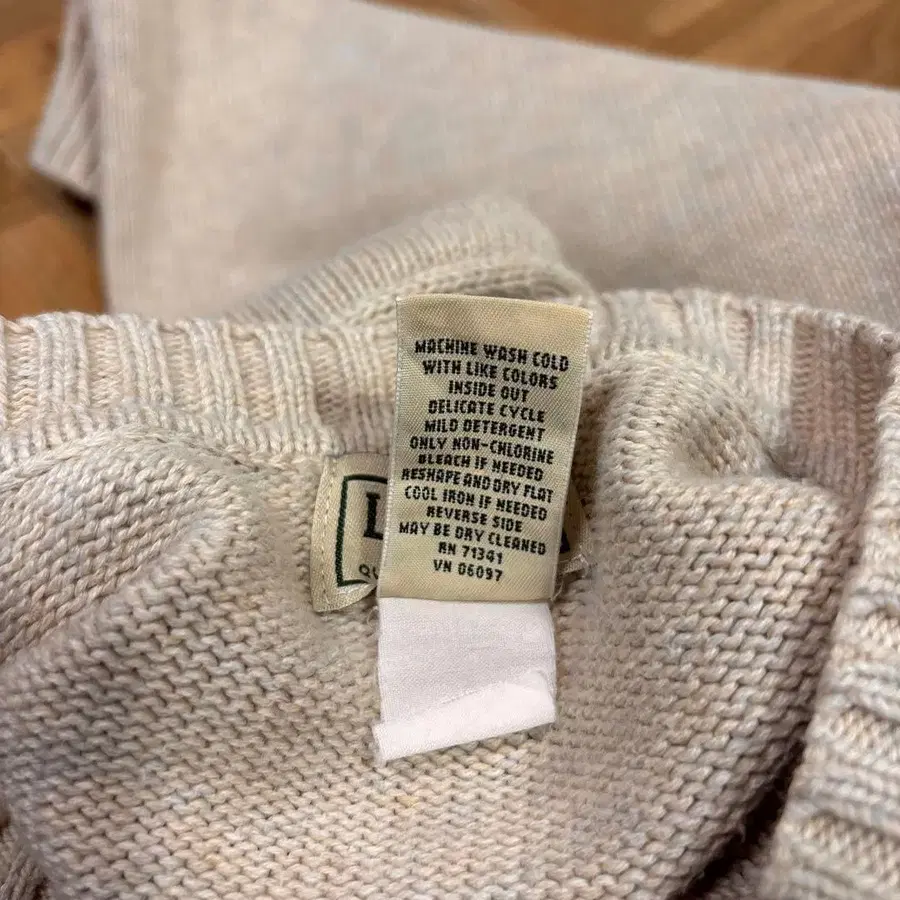 MACHINE WASH COLD
WITH LIKE COLORS
INSIDE OUT
DELICATE CYCLE
MILD DETERGENT
ONLY NON-CHLORINE
BLEACH IF NEEDED
RESHAPE AND DRY FLAT
COOL IRON IF NEEDED
REVERSE SIDE
MAY BE DRY CLEANED
RN 71341
VN 06097